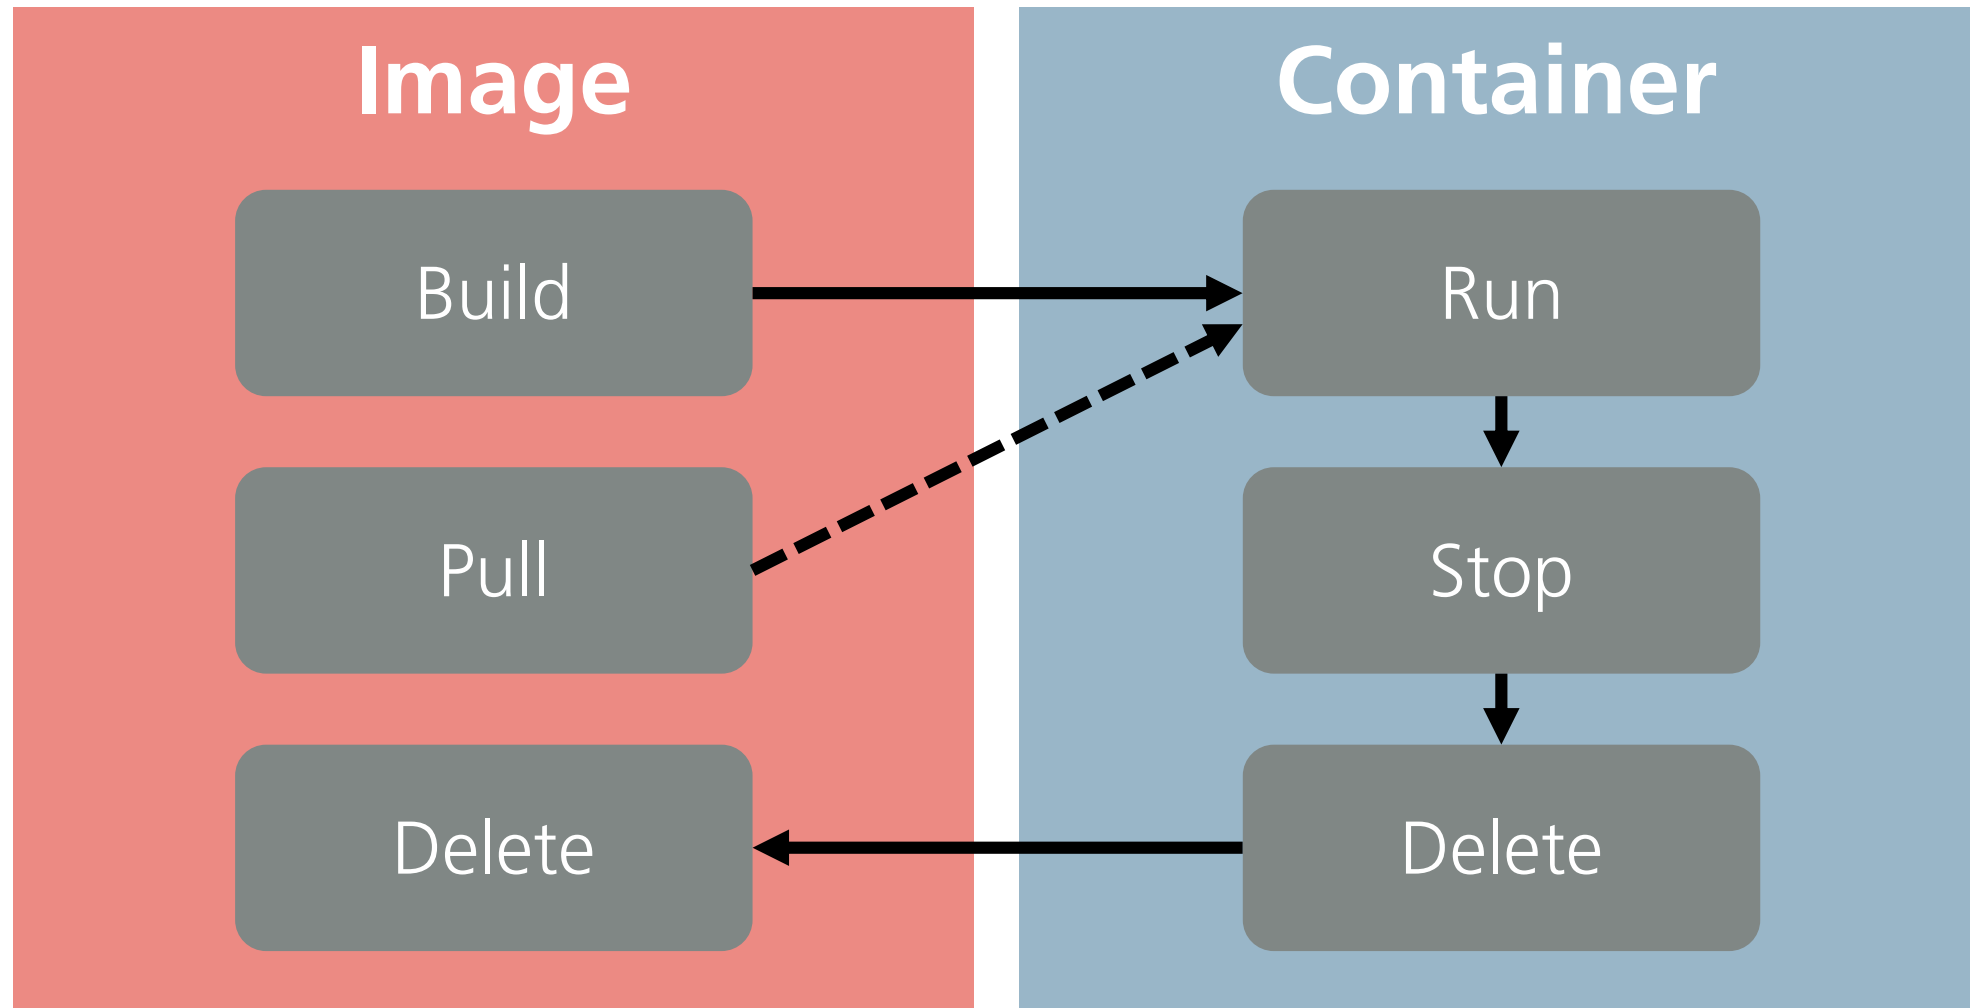 Image
Build
Pull
Delete
Container
Run
Stop
Delete